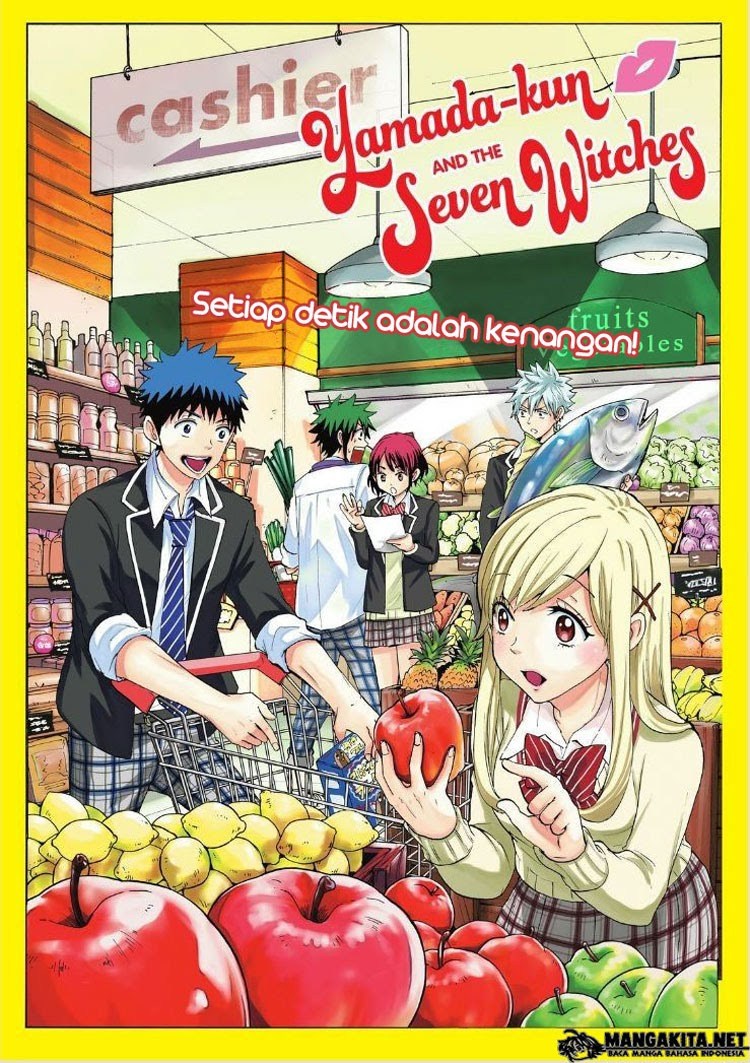 cashier
Yamada-kun
AND THE
Seven Witches
Setiap detik adalah kenangan!
fruits
MANGAKITA.NET
BACA MANGA BAHASA INDONESIA